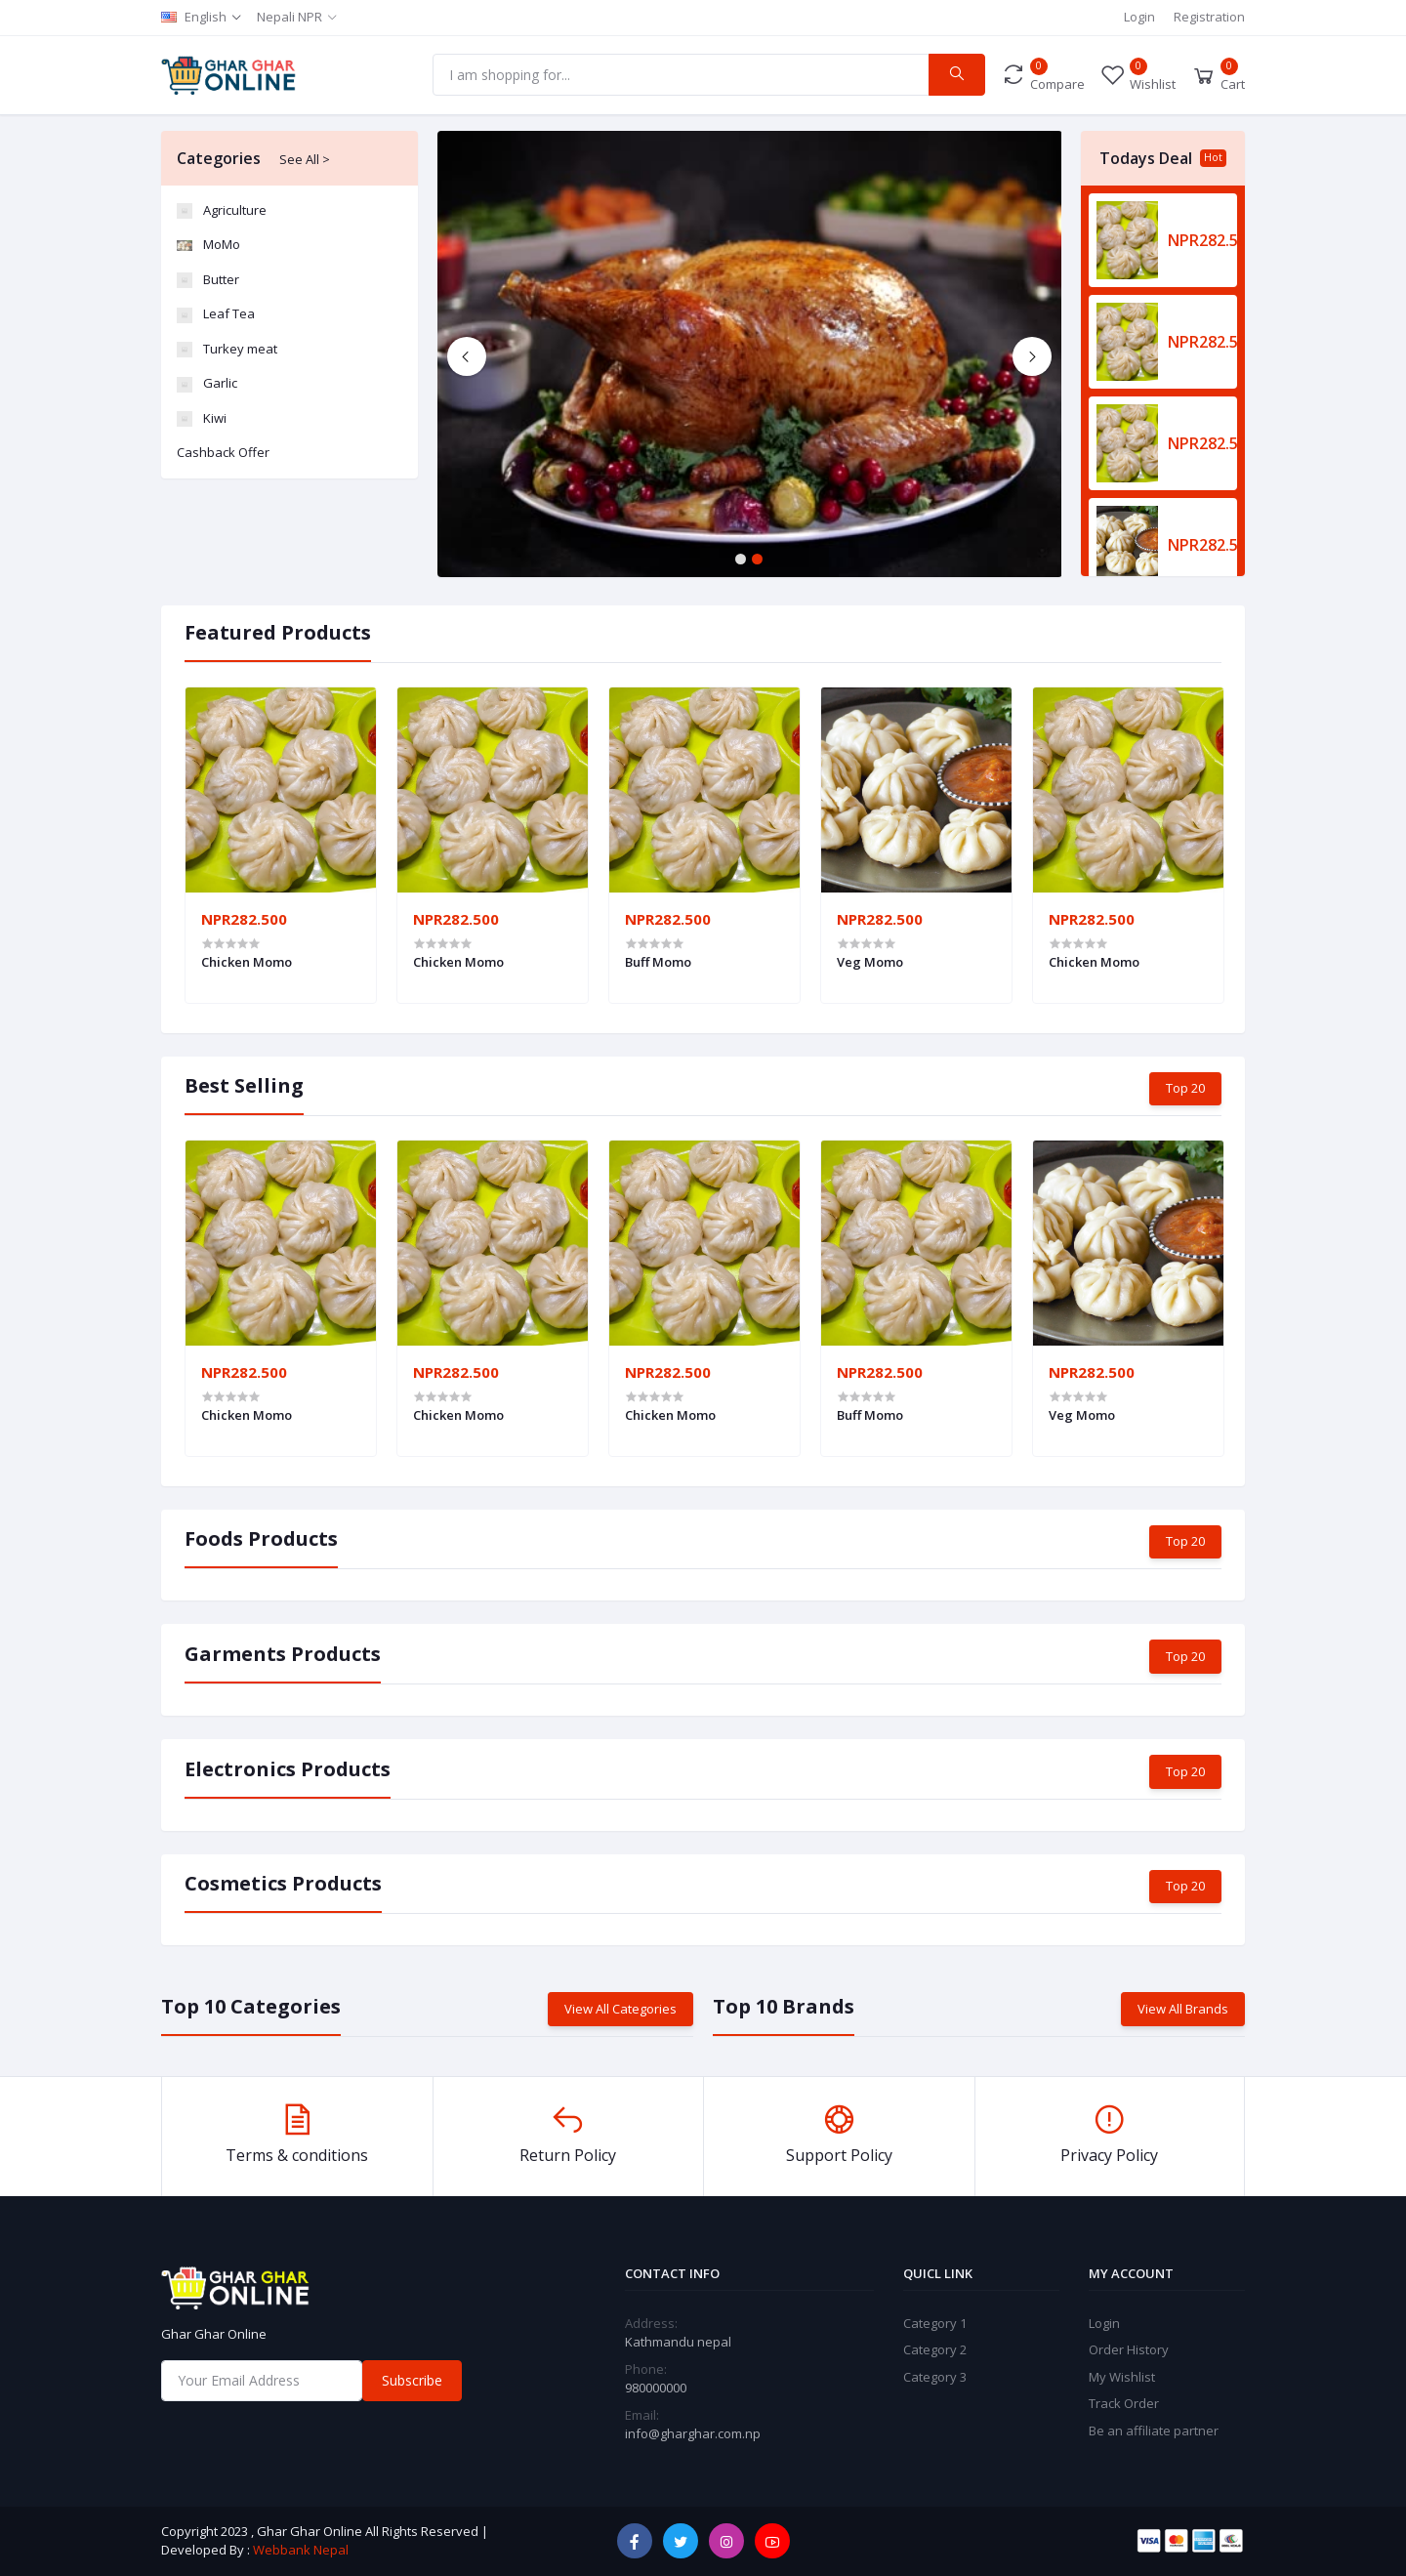 English
Nepali NPR
Login
Registration
GHAR GHAR
ONLINE
I am shopping for...
0
Compare
0
Wishlist
0
Cart
Categories
See All >
Agriculture
MoMo
Butter
Leaf Tea
Turkey meat
Garlic
Kiwi
Cashback Offer
Todays Deal Hot
NPR282.5
NPR282.5
NPR282.5
NPR282.5
Featured Products
NPR282.500
Chicken Momo
NPR282.500
Chicken Momo
NPR282.500
Buff Momo
NPR282.500
Veg Momo
NPR282.500
Chicken Momo
Best Selling
Top 20
NPR282.500
Chicken Momo
NPR282.500
Chicken Momo
NPR282.500
Chicken Momo
NPR282.500
Buff Momo
NPR282.500
Veg Momo
Foods Products
Top 20
Garments Products
Top 20
Electronics Products
Top 20
Cosmetics Products
Top 20
Top 10 Categories
View All Categories
Top 10 Brands
View All Brands
Terms & conditions
Return Policy
Support Policy
Privacy Policy
GHAR GHAR
ONLINE
Ghar Ghar Online
Your Email Address
Subscribe
CONTACT INFO
Address:
Kathmandu nepal
Phone:
980000000
Email:
info@gharghar.com.np
QUICL LINK
Category 1
Category 2
Category 3
MY ACCOUNT
Login
Order History
My Wishlist
Track Order
Be an affiliate partner
Copyright 2023 , Ghar Ghar Online All Rights Reserved |
Developed By : Webbank Nepal
VISA